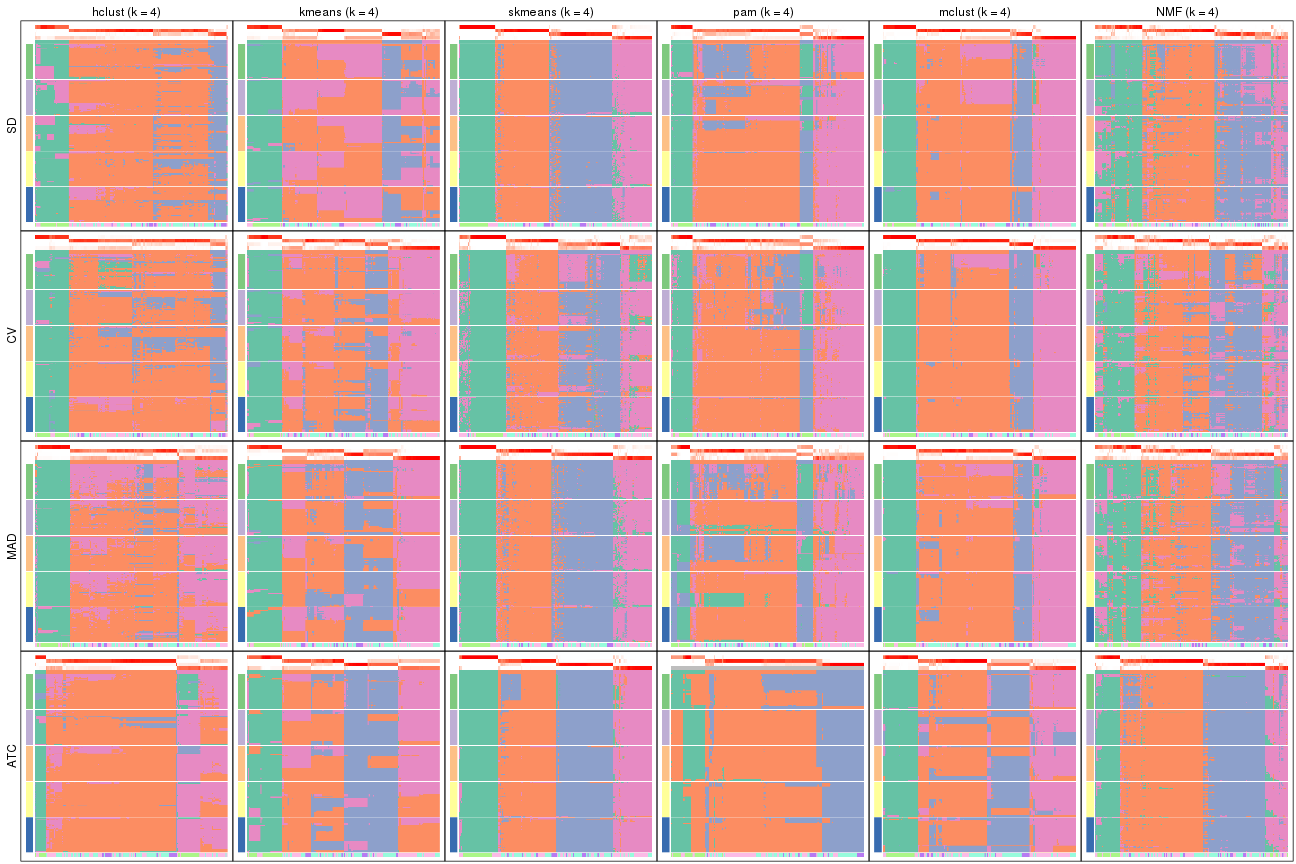 hclust (k = 4)
kmeans (k = 4)
skmeans (k = 4)
pam (k = 4)
mclust (k = 4)
NMF (k = 4)
SD
CV
MAD
ATC